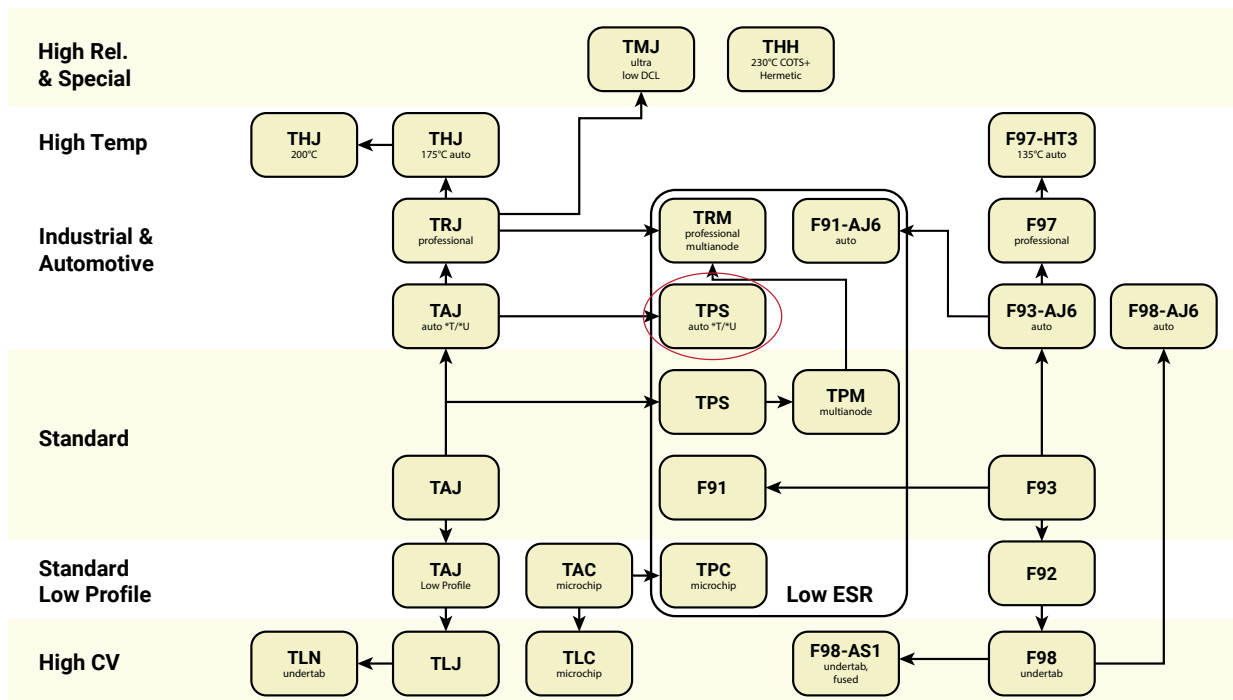 High Rel.
& Special
TMJ
ultra
low DCL
THH
230°C COTS+
Hermetic
High Temp
THJ
200°C
THJ
175°C auto
F97-HT3
135°C auto
Industrial &
Automotive
TRJ
professional
TRM
professional
multianode
F91-AJ6
auto
F97
professional
TAJ
auto *T/*U
TPS
auto *T/*U
F93-AJ6
auto
F98-AJ6
auto
Standard
TPS
TPM
multianode
TAJ
F91
F93
Standard
Low Profile
TAJ
Low Profile
TAC
microchip
TPC
microchip
Low ESR
F92
High CV
TLN
undertab
TLJ
TLC
microchip
F98-AS1
undertab,
fused
F98
undertab